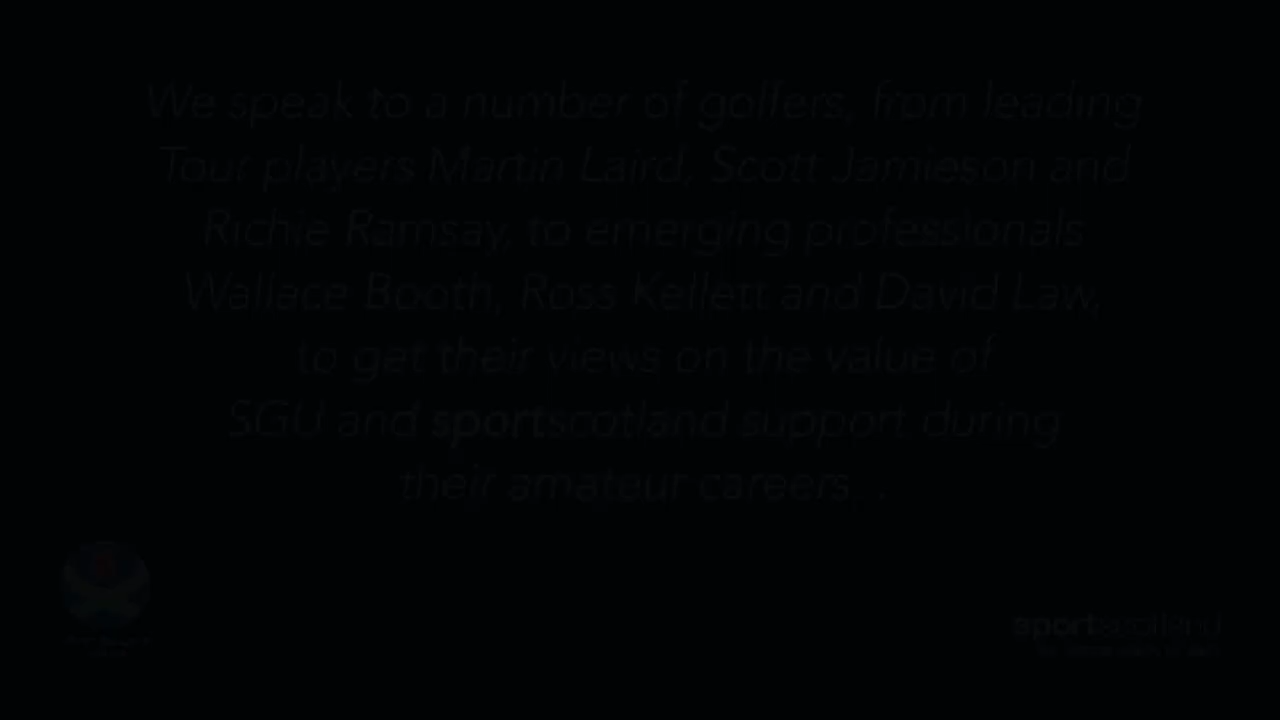 We speak to a number of golfers, from leading
Tour players Martin Laird, Scott Jamieson and
Richie Ramsay, to emerging professionals
Wallace Booth, Ross Kellett and David Law,
to get their views on the value of
SGU and sportscotland support during
their amateur careers...
sportscotland